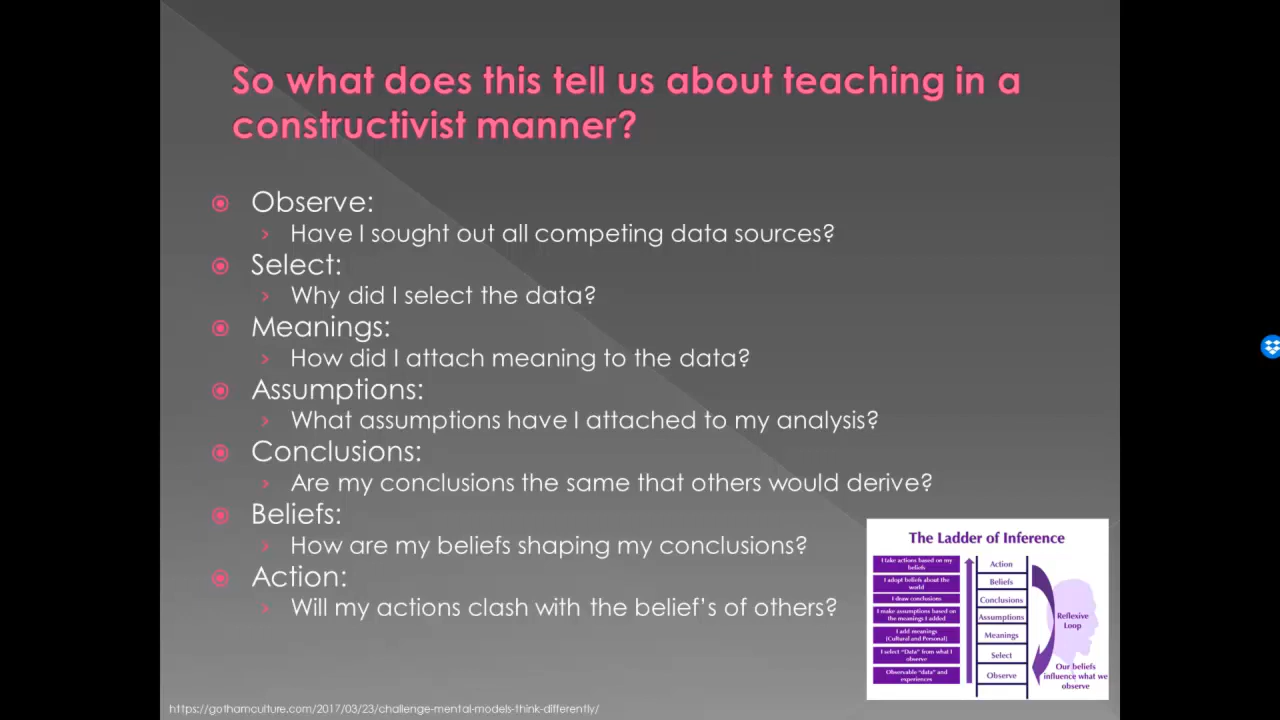 So what does this tell us about teaching in a
constructivist manner?
Observe:
Have I sought out all competing data sources?
Select:
Why did I select the data?
Meanings:
How did I attach meaning to the data?
Assumptions:
What assumptions have I attached to my analysis?
Conclusions:
Are my conclusions the same that others would derive?
Beliefs:
How are my beliefs shaping my conclusions?
Action:
Will my actions clash with the belief's of others?
The Ladder of Inference
I take actions based on my
beliefs
I adopt beliefs about the
world
I draw conclusions
I make assumptions based on
the meanings I added
I add meanings
(Cultural and Personal)
I select "Data" from what I
observe
Observable "data" and
experiences
Action
Beliefs
Conclusions
Assumptions
Meanings
Select
Observe
Reflexive
Loop
Our beliefs
influence what we
observe
https://gothamculture.com/2017/03/23/challenge-mental-models-think-differently/